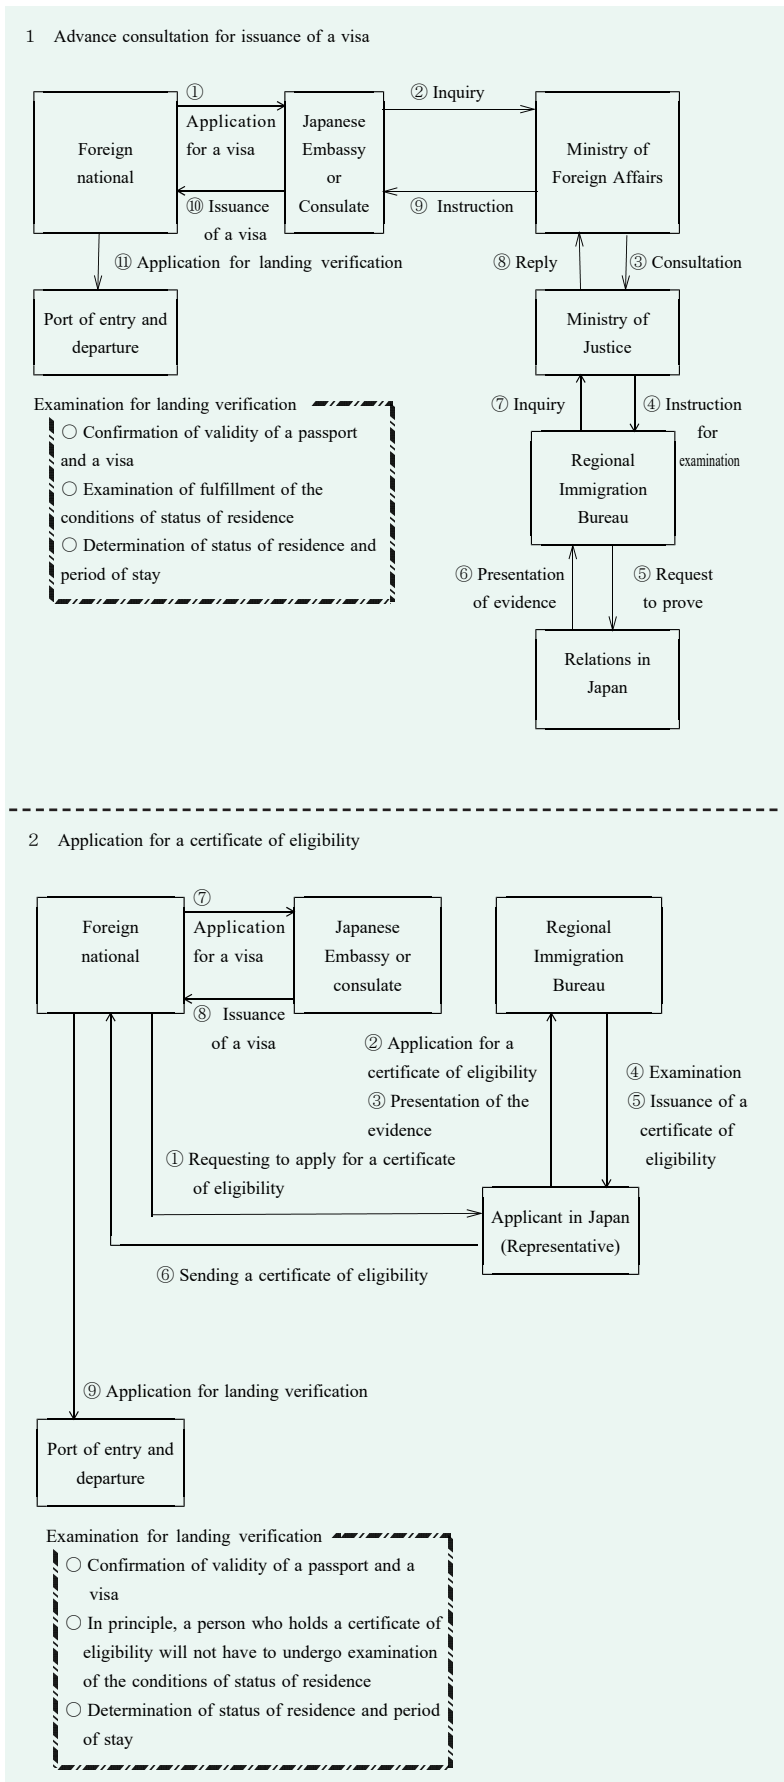 1 Advance consultation for issuance of a visa
Foreign
national
①
Application
for a visa
⑩ Issuance
of a visa
Japanese
Embassy
or
Consulate
② Inquiry
⑨ Instruction
Ministry of
Foreign Affairs
⑪ Application for landing verification
⑧ Reply
③ Consultation
Port of entry and
departure
Ministry of
Justice
⑦ Inquiry
④ Instruction
for
examination
Examination for landing verification
○ Confirmation of validity of a passport
and a visa
○ Examination of fulfillment of the
conditions of status of residence
○ Determination of status of residence and
period of stay
Regional
Immigration
Bureau
⑥ Presentation
of evidence
⑤ Request
to prove
Relations in
Japan
2 Application for a certificate of eligibility
Foreign
national
⑦
Application
for a visa
⑧ Issuance
of a visa
Japanese
Embassy or
consulate
Regional
Immigration
Bureau
② Application for a
certificate of eligibility
③ Presentation of the
evidence
④ Examination
⑤ Issuance of a
certificate of
eligibility
① Requesting to apply for a certificate
of eligibility
Applicant in Japan
(Representative)
⑥ Sending a certificate of eligibility
⑨ Application for landing verification
Port of entry and
departure
Examination for landing verification
○ Confirmation of validity of a passport and a
visa
○ In principle, a person who holds a certificate of
eligibility will not have to undergo examination
of the conditions of status of residence
○ Determination of status of residence and period
of stay